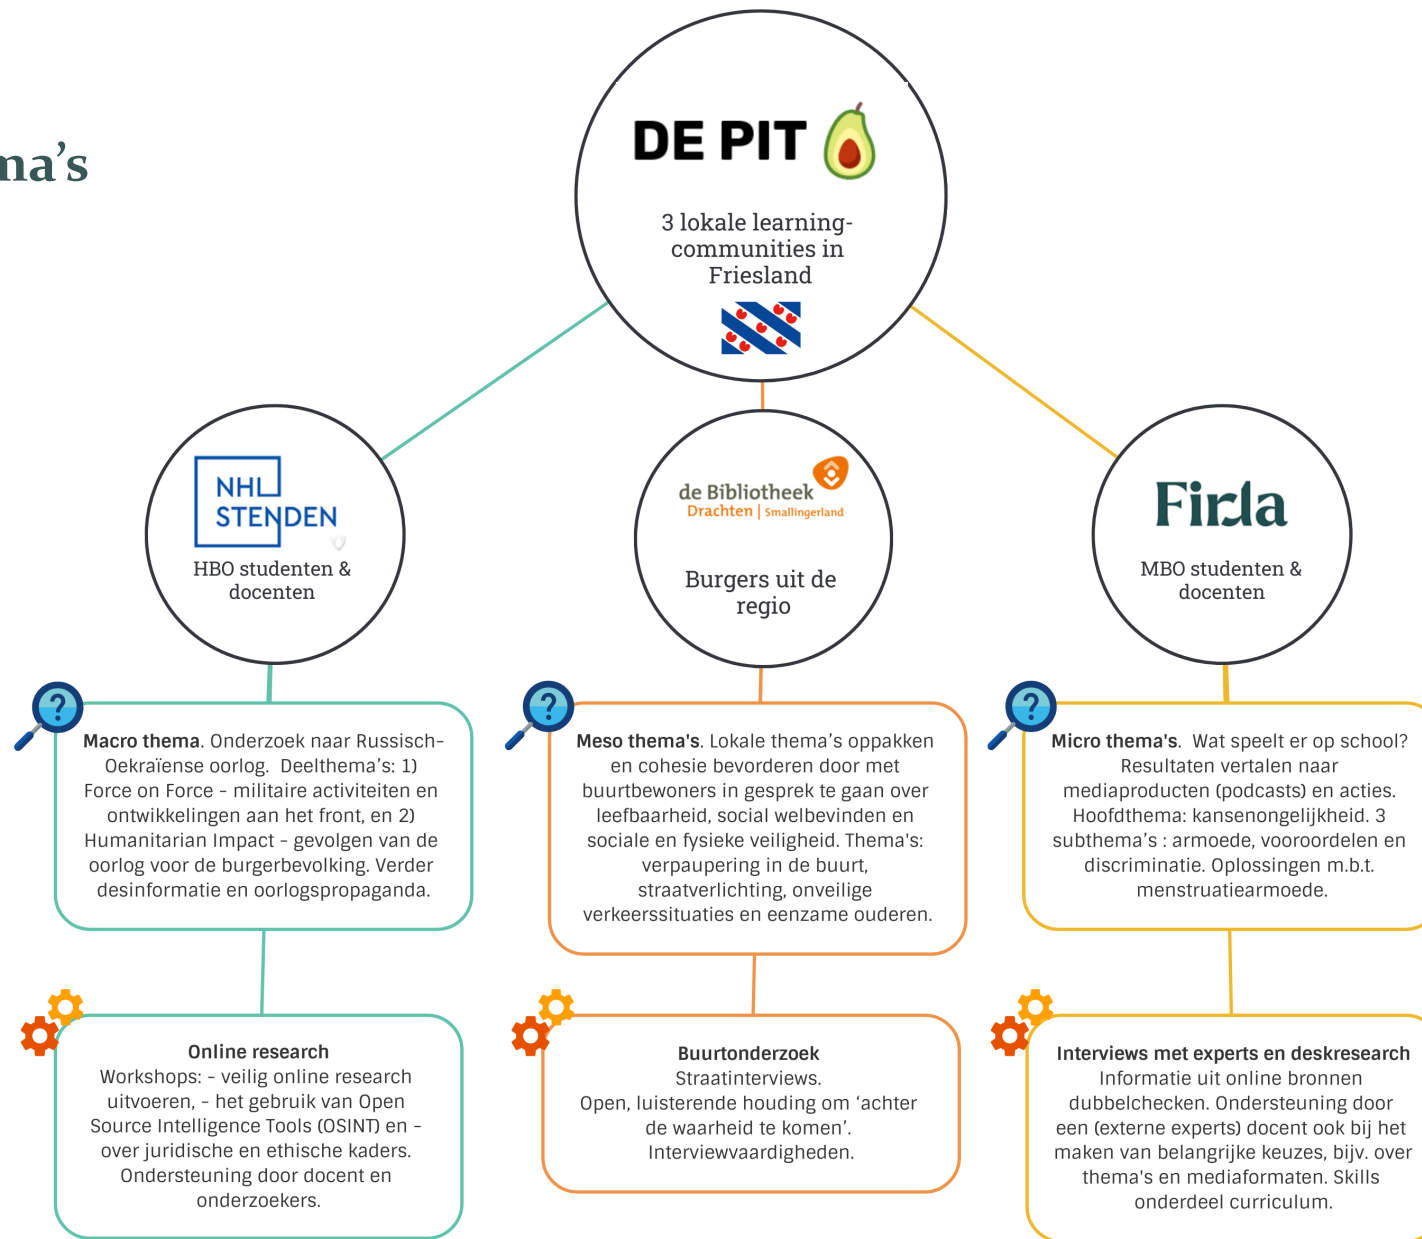 ma's
DE PIT
3 lokale learning-
communities in
Friesland
NHL
STENDEN
HBO studenten &
docenten
de Bibliotheek
Drachten | Smallingerland
Burgers uit de
regio
Firda
MBO studenten &
docenten
Macro thema. Onderzoek naar Russisch-
Oekraïense oorlog. Deelthema's: 1)
Force on Force - militaire activiteiten en
ontwikkelingen aan het front, en 2)
Humanitarian Impact - gevolgen van de
oorlog voor de burgerbevolking. Verder
desinformatie en oorlogspropaganda.
Meso thema's. Lokale thema's oppakken
en cohesie bevorderen door met
buurtbewoners in gesprek te gaan over
leefbaarheid, social welbevinden en
sociale en fysieke veiligheid. Thema's:
verpaupering in de buurt,
straatverlichting, onveilige
verkeerssituaties en eenzame ouderen.
Micro thema's. Wat speelt er op school?
Resultaten vertalen naar
mediaproducten (podcasts) en acties.
Hoofdthema: kansenongelijkheid. 3
subthema's : armoede, vooroordelen en
discriminatie. Oplossingen m.b.t.
menstruatiearmoede.
Online research
Workshops: - veilig online research
uitvoeren, - het gebruik van Open
Source Intelligence Tools (OSINT) en -
over juridische en ethische kaders.
Ondersteuning door docent en
onderzoekers.
Buurtonderzoek
Straatinterviews.
Open, luisterende houding om 'achter
de waarheid te komen'.
Interviewvaardigheden.
Interviews met experts en deskresearch
Informatie uit online bronnen
dubbelchecken. Ondersteuning door
een (externe experts) docent ook bij het
maken van belangrijke keuzes, bijv. over
thema's en mediaformaten. Skills
onderdeel curriculum.